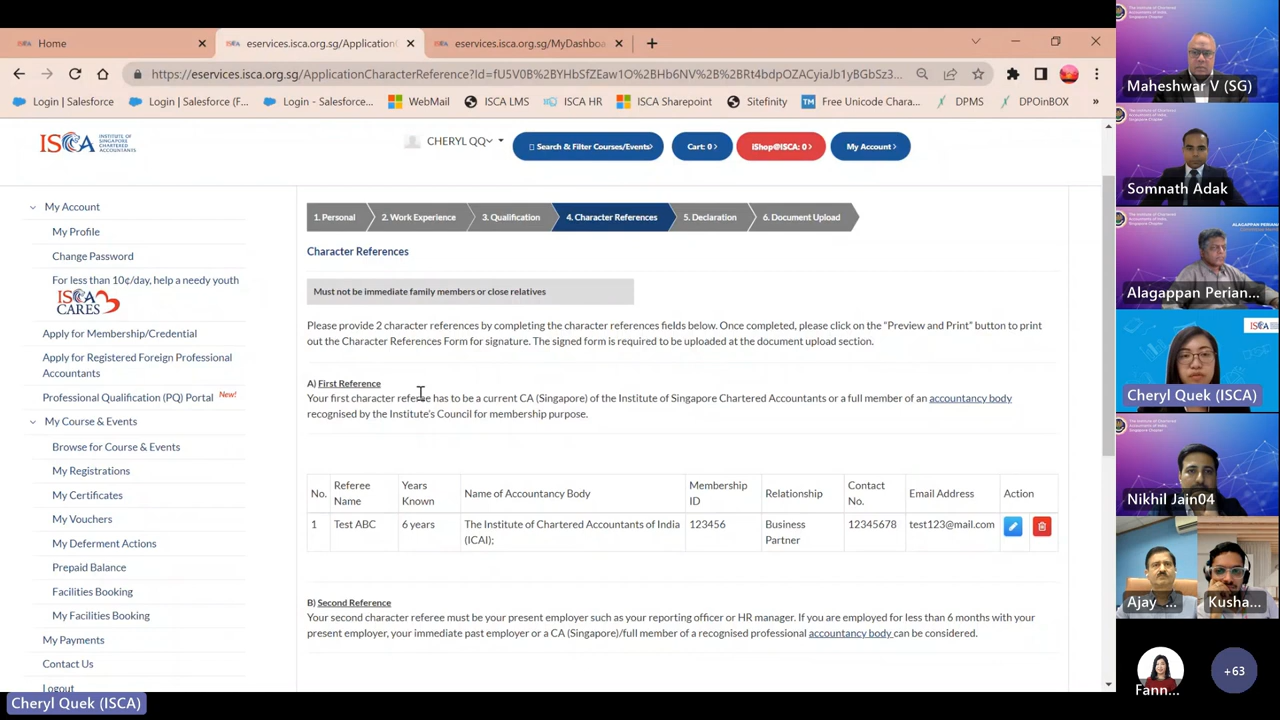 Home
eservices.isca.org.sg/Application
eservices.isca.org.sg/MyDashboa
https://eservices.isca.org.sg/ApplicationCharacterReference?Id=fU5V0B%2BYHbSfZEaw1O%2BHb6NV%2B%2BRt4bdpOZACyiaJb1yBGbSz3...
Login | Salesforce
Login | Salesforce (F...
Login - Salesforce...
WebMail
ISCA LMS
ISCA HR
ISCA Sharepoint
Sitefinity
Free Unicode Chara...
DPMS
DPOinBOX
»
ISCA
INSTITUTE OF
SINGAPORE
CHARTERED
ACCOUNTANTS
CHERYL QQ
Search & Filter Courses/Events
Cart: 0
iShop@ISCA: 0
My Account
My Account
My Profile
Change Password
For less than 10¢/day, help a needy youth
ISCA
CARES
Apply for Membership/Credential
Apply for Registered Foreign Professional
Accountants
Professional Qualification (PQ) Portal New!
My Course & Events
Browse for Course & Events
My Registrations
My Certificates
My Vouchers
My Deferment Actions
Prepaid Balance
Facilities Booking
My Facilities Booking
My Payments
Contact Us
Logout
1. Personal
2. Work Experience
3. Qualification
4. Character References
5. Declaration
6. Document Upload
Character References
Must not be immediate family members or close relatives
Please provide 2 character references by completing the character references fields below. Once completed, please click on the "Preview and Print" button to print
out the Character References Form for signature. The signed form is required to be uploaded at the document upload section.
A) First Reference
Your first character referee has to be a current CA (Singapore) of the Institute of Singapore Chartered Accountants or a full member of an accountancy body
recognised by the Institute's Council for membership purpose.
No.
Referee
Name
Years
Known
Name of Accountancy Body
Membership
ID
Relationship
Contact
No.
Email Address
Action
1
Test ABC
6 years
The Institute of Chartered Accountants of India
(ICAI);
123456
Business
Partner
12345678
test123@mail.com
B) Second Reference
Your second character referee must be your present employer such as your reporting officer or HR manager. If you are employed for less than 6 months with your
present employer, your immediate past employer or a CA (Singapore)/full member of a recognised professional accountancy body can be considered.
Maheshwar V (SG)
Somnath Adak
ALAGAPPAN PERIAN
Alagappan Perian...
ISCA
Cheryl Quek (ISCA)
Nikhil Jain04
Ajay ...
Kusha...
Fann...
+63
Cheryl Quek (ISCA)